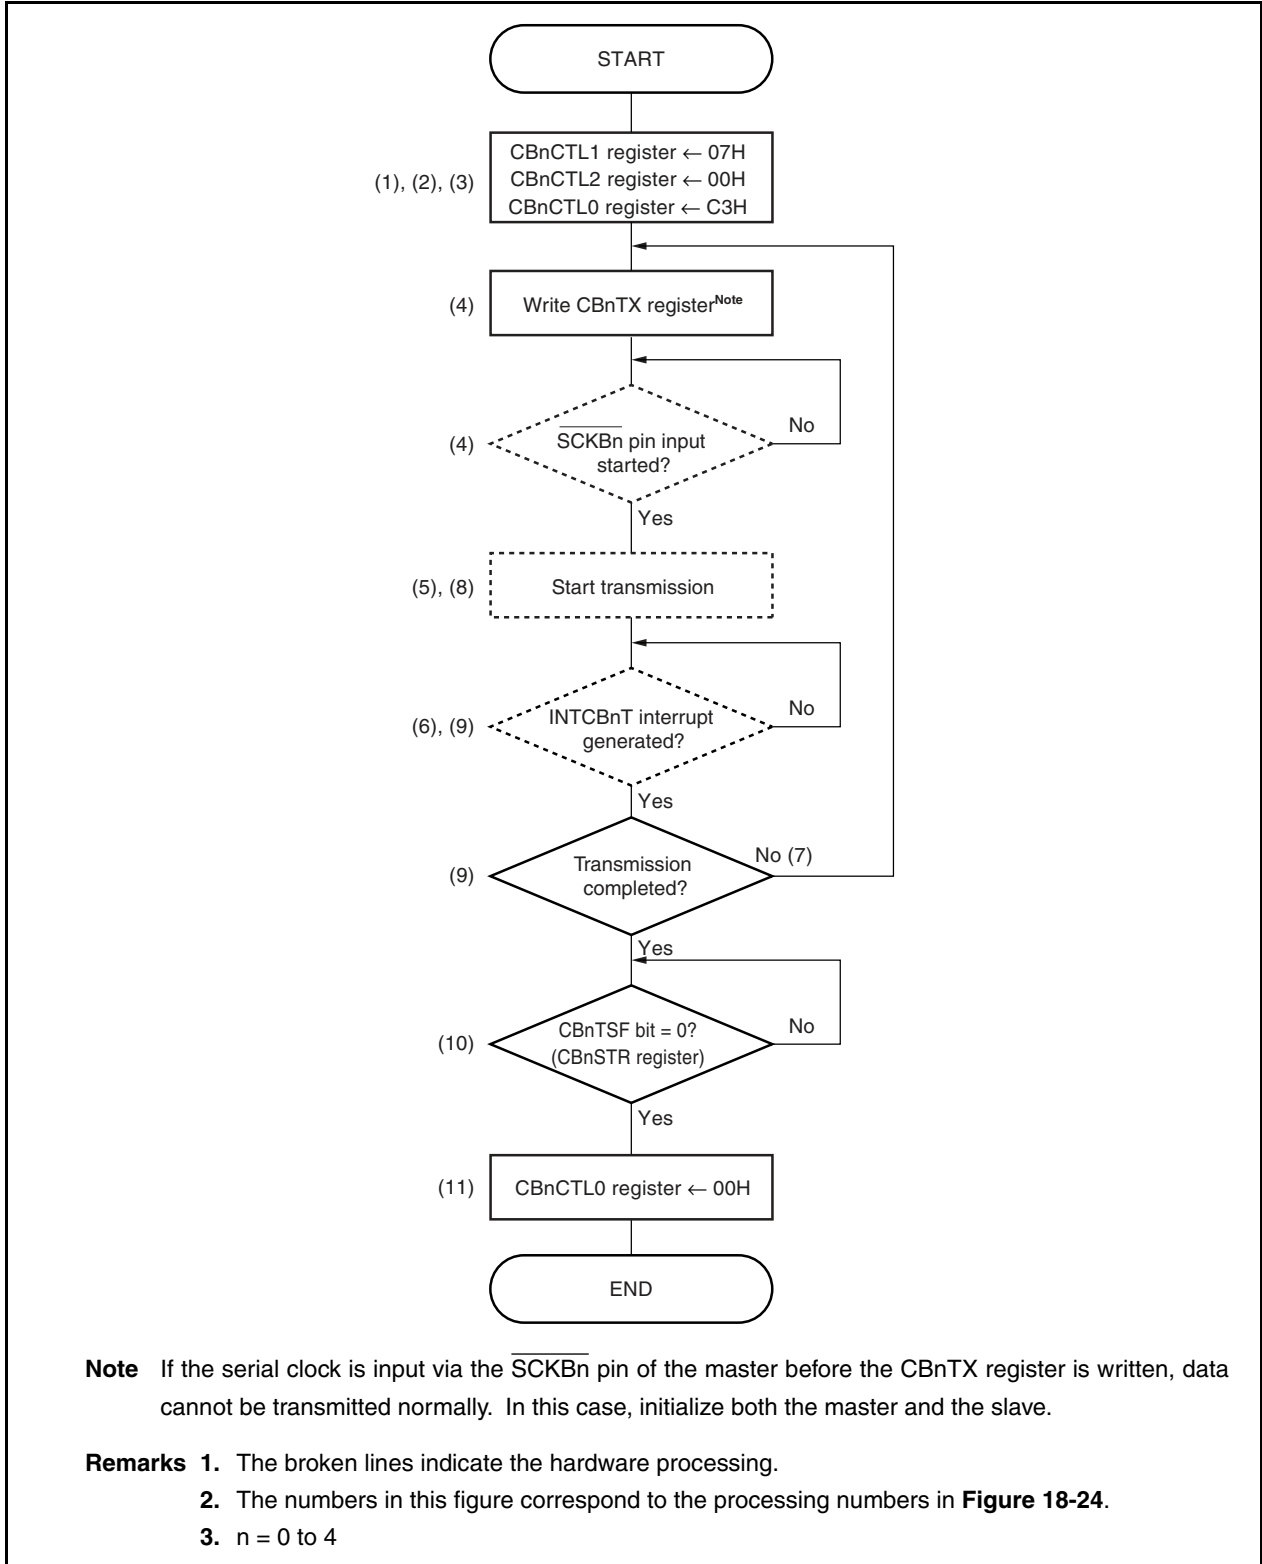 START
CBnCTL1 register ← 07H
(1), (2), (3)
CBnCTL2 register ← 00H
CBnCTL0 register ← C3H
(4)
Write CBnTX registerNote
No
(4)
SCKBn pin input
started?
Yes
(5), (8)
Start transmission
No
(6), (9)
INTCBnT interrupt
generated?
Yes
No (7)
(9)
Transmission
completed?
Yes
No
(10)
CBnTSF bit = 0?
(CBnSTR register)
Yes
(11)
CBnCTL0 register ← 00H
END
Note If the serial clock is input via the SCKBn pin of the master before the CBnTX register is written, data
cannot be transmitted normally. In this case, initialize both the master and the slave.
Remarks 1. The broken lines indicate the hardware processing.
2. The numbers in this figure correspond to the processing numbers in Figure 18-24.
3. n = 0 to 4